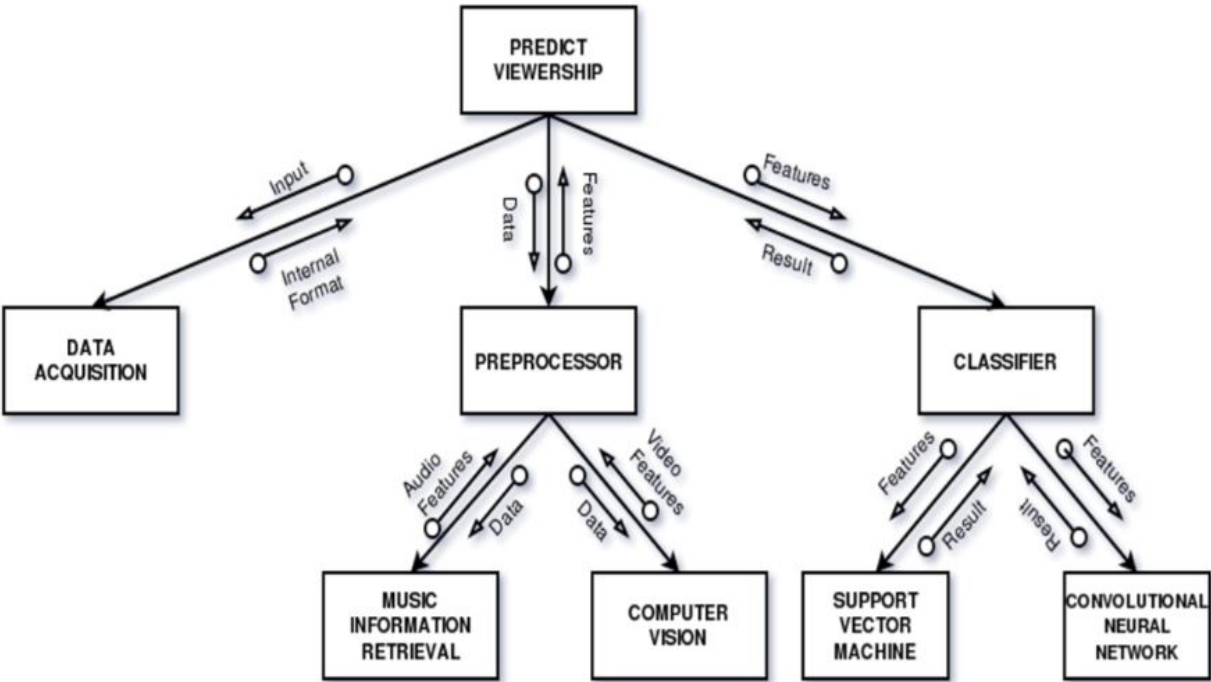 PREDICT
VIEWERSHIP
Input
Internal
Format
Data
Features
Features
Result
DATA
ACQUISITION
PREPROCESSOR
CLASSIFIER
Audio
Features
Data
Data
Video
Features
Features
Result
Result
Features
MUSIC
INFORMATION
RETRIEVAL
COMPUTER
VISION
SUPPORT
VECTOR
MACHINE
CONVOLUTIONAL
NEURAL
NETWORK